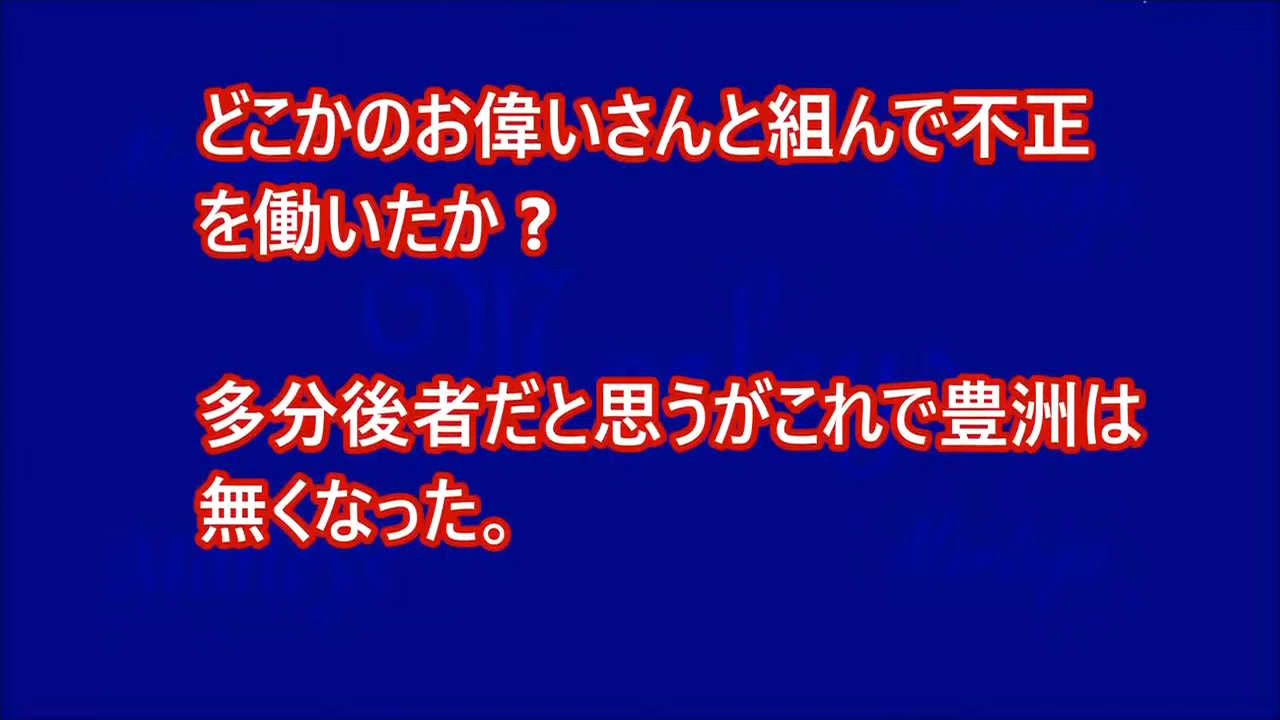 どこかのお偉いさんと組んで不正
を働いたか？
多分後者だと思うがこれで豊洲は
無くなった。